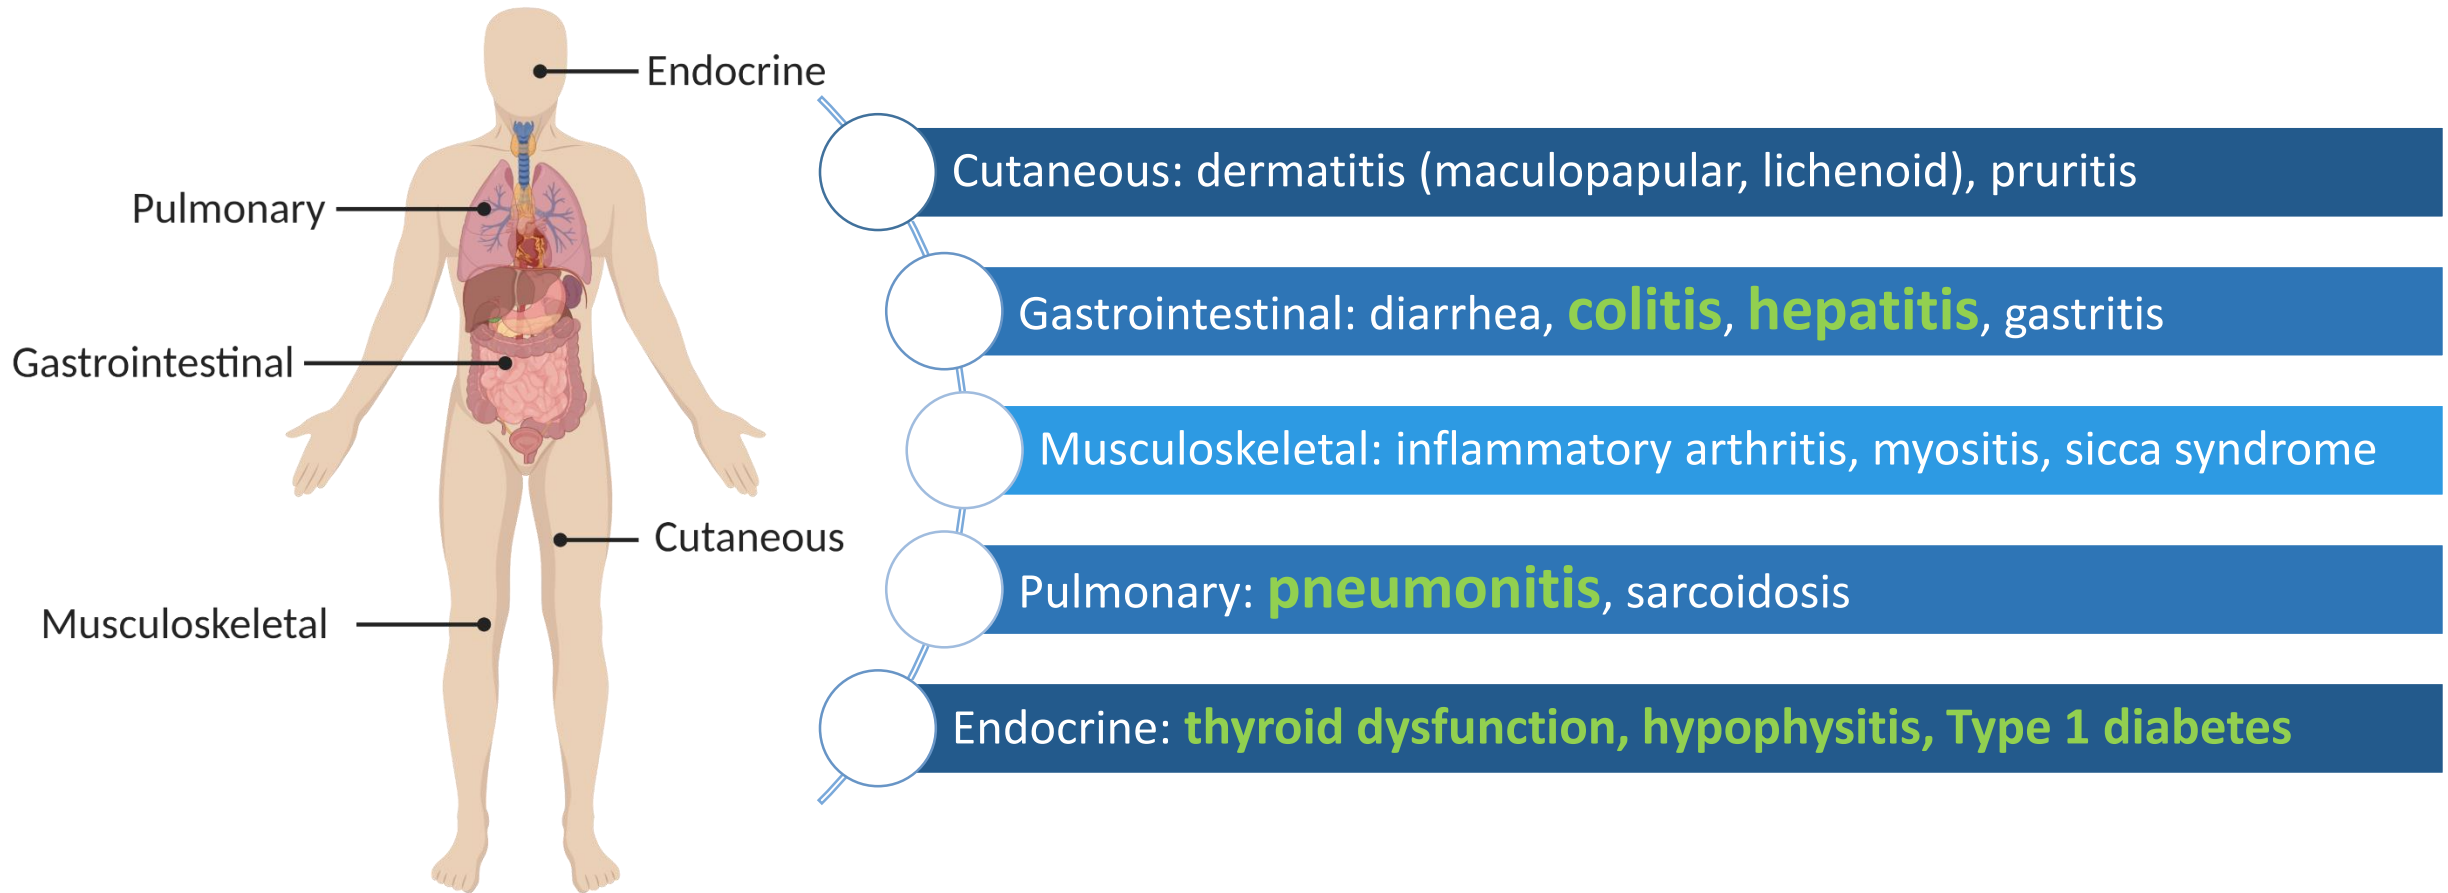 Endocrine
Pulmonary
Gastrointestinal
Cutaneous
Musculoskeletal
Cutaneous: dermatitis (maculopapular, lichenoid), pruritis
Gastrointestinal: diarrhea, colitis, hepatitis, gastritis
Musculoskeletal: inflammatory arthritis, myositis, sicca syndrome
Pulmonary: pneumonitis, sarcoidosis
Endocrine: thyroid dysfunction, hypophysitis, Type 1 diabetes